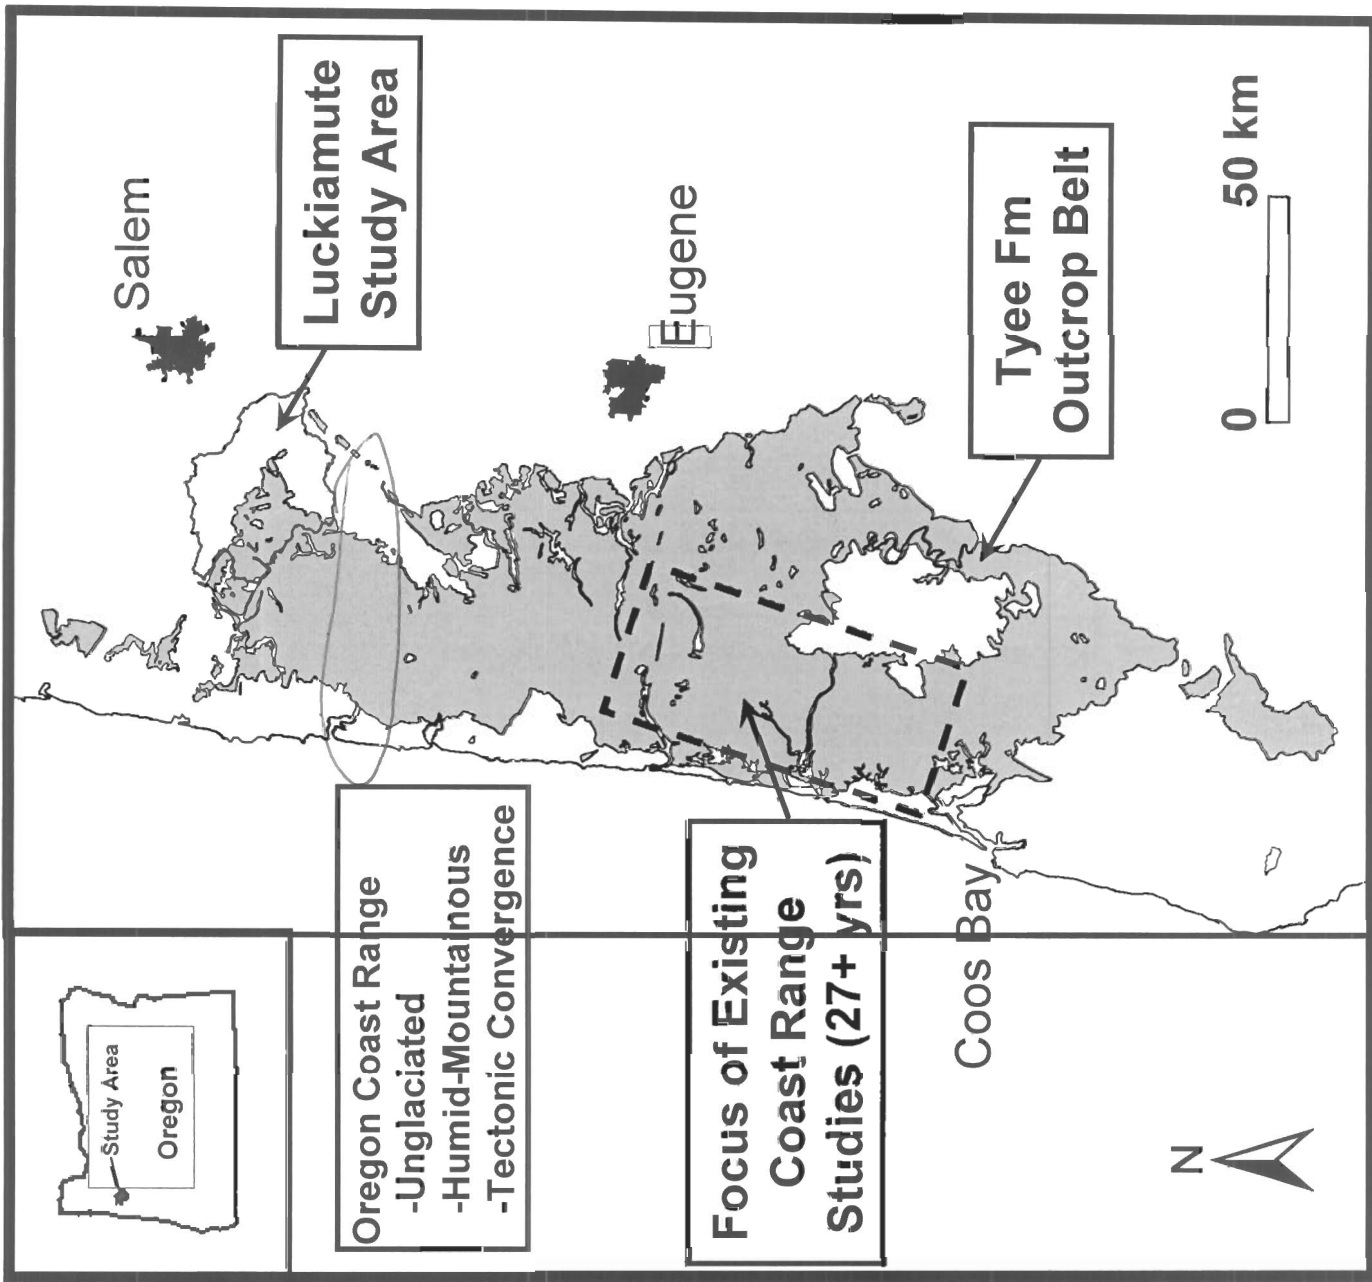 Study Area
Oregon
Oregon Coast Range
-Unglaciated
-Humid-Mountainous
-Tectonic Convergence
Focus of Existing
Coast Range
Studies (27+ yrs)
Coos Bay
N
Salem
Luckiamute
Study Area
Eugene
Tyee Fm
Outcrop Belt
0
50 km